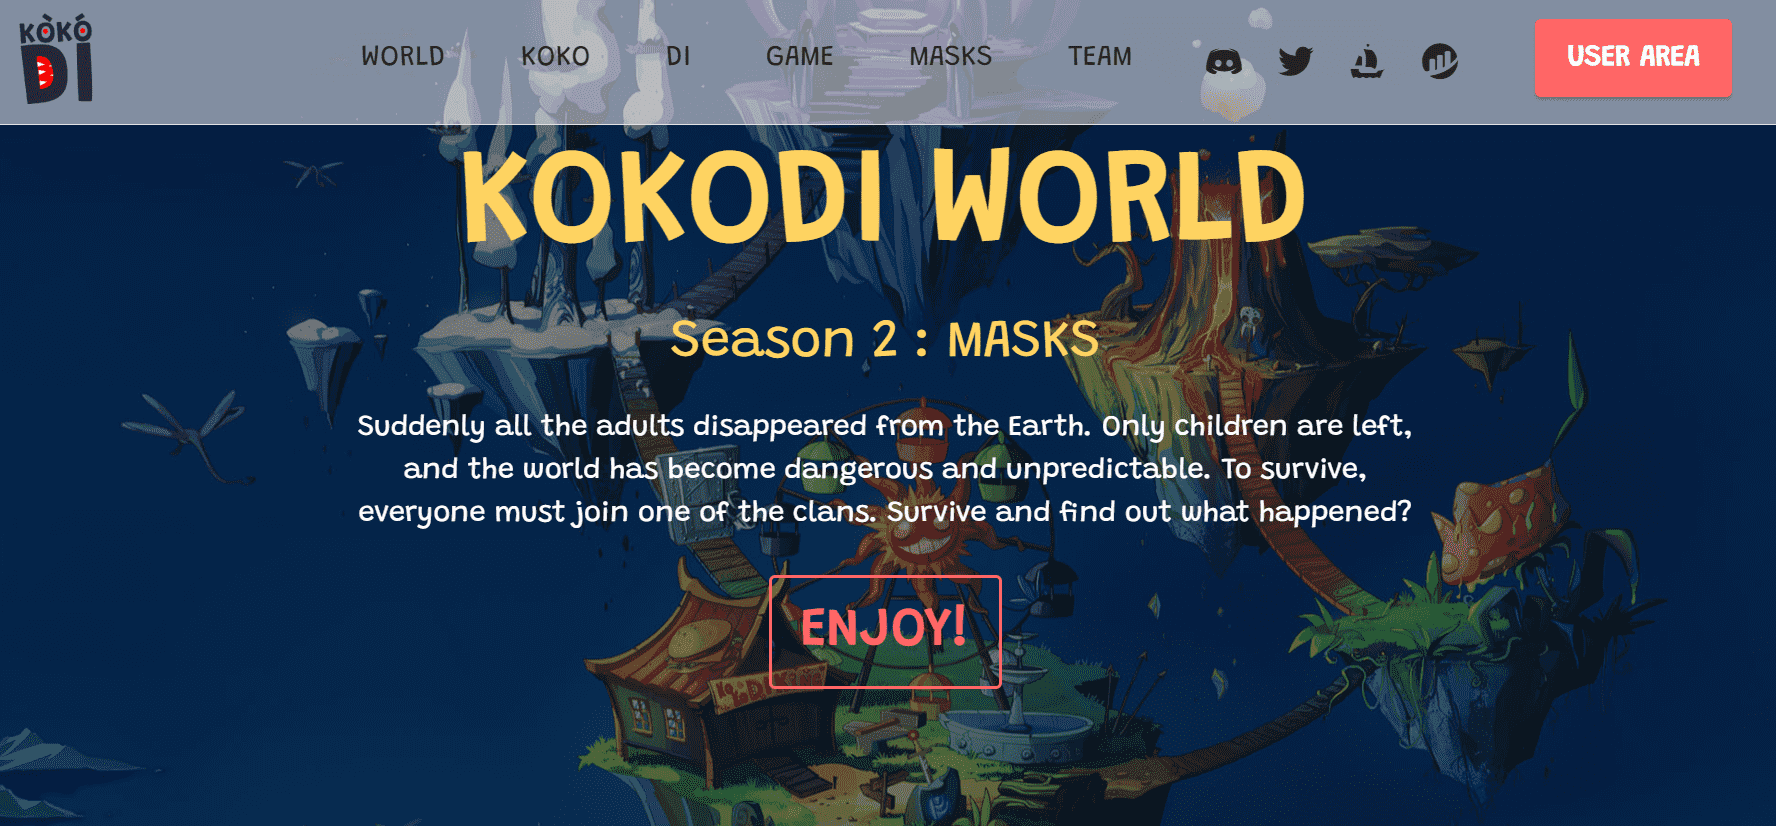 KÒKÓ
DI
WORLD
KOKO
DI
GAME
MASKS
TEAM
USER AREA
KOKODI WORLD
Season 2 : MASKS
Suddenly all the adults disappeared from the Earth. Only children are left,
and the world has become dangerous and unpredictable. To survive,
everyone must join one of the clans. Survive and find out what happened?
ENJOY!